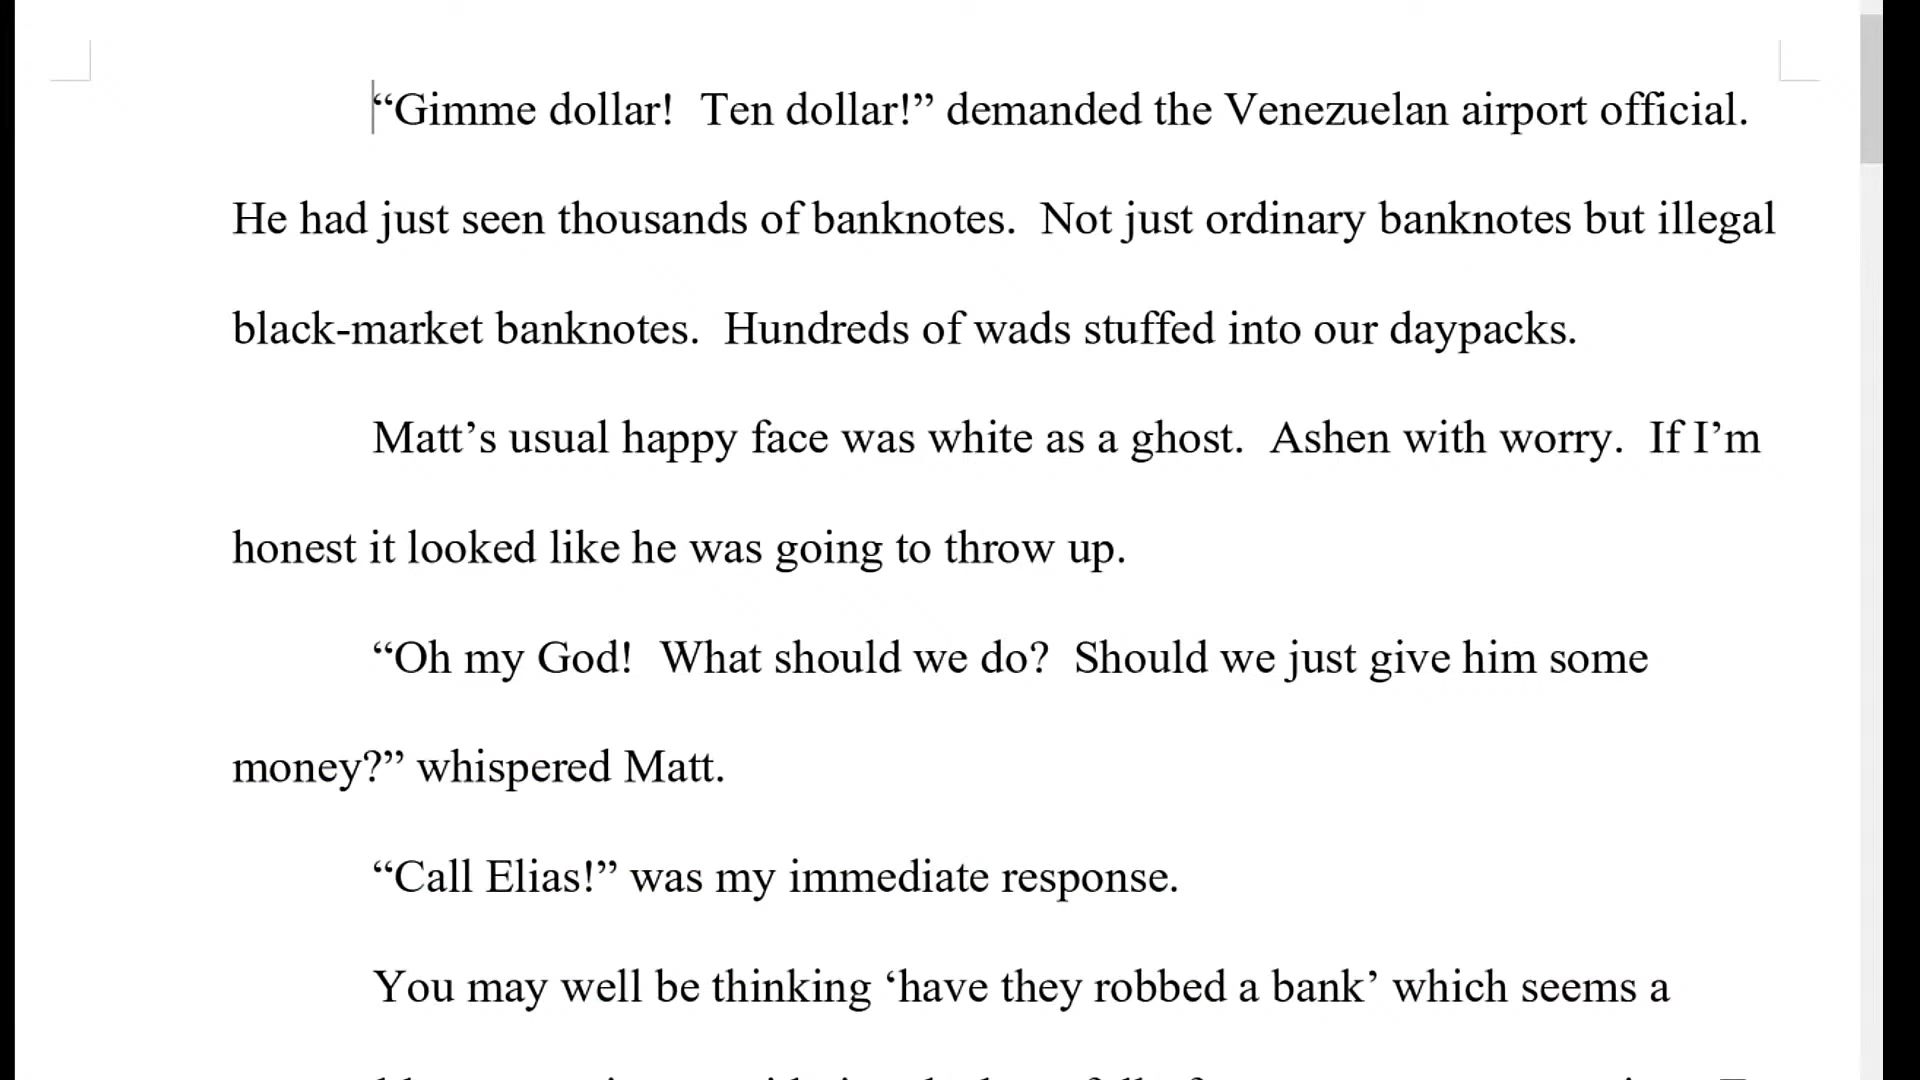 “Gimme dollar!  Ten dollar!” demanded the Venezuelan airport official.
He had just seen thousands of banknotes.  Not just ordinary banknotes but illegal
black-market banknotes.  Hundreds of wads stuffed into our daypacks.
Matt’s usual happy face was white as a ghost.  Ashen with worry.  If I’m
honest it looked like he was going to throw up.
“Oh my God!  What should we do?  Should we just give him some
money?” whispered Matt.
“Call Elias!” was my immediate response.
You may well be thinking ‘have they robbed a bank’ which seems a